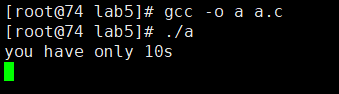 [root@74 lab5]# gcc -o a a.c
[root@74 lab5]# ./a
you have only 10s